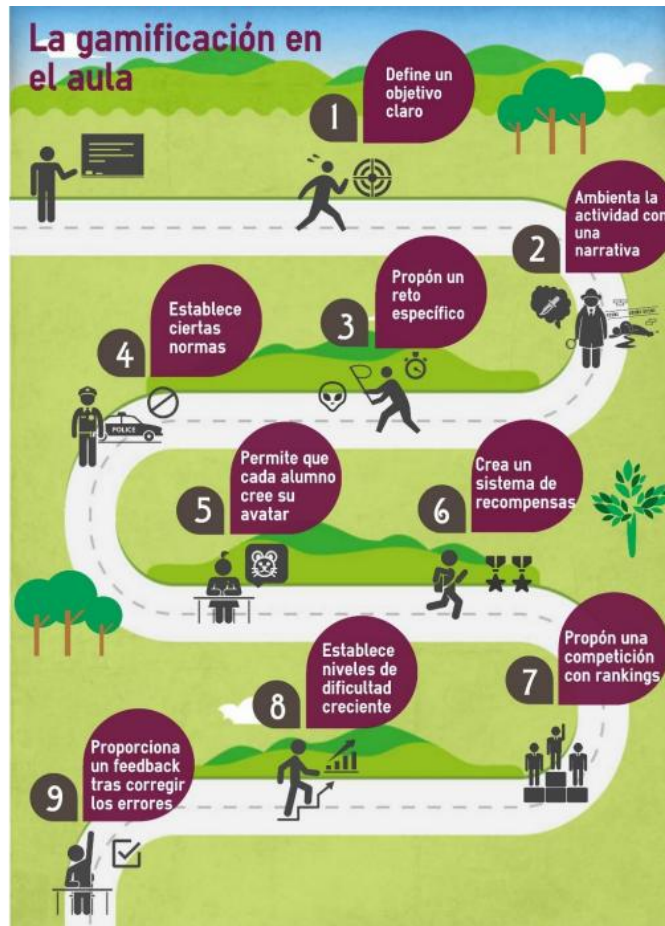 La gamificación en
el aula
1
Define un
objetivo
claro
2
Ambienta la
actividad con
una
narrativa
3
Propón un
reto
específico
4
Establece
ciertas
normas
POLICE
5
Permite que
cada alumno
cree su
avatar
6
Crea un
sistema de
recompensas
7
Propón una
competición
con rankings
8
Establece
niveles de
dificultad
creciente
9
Proporciona
un feedback
tras corregir
los errores